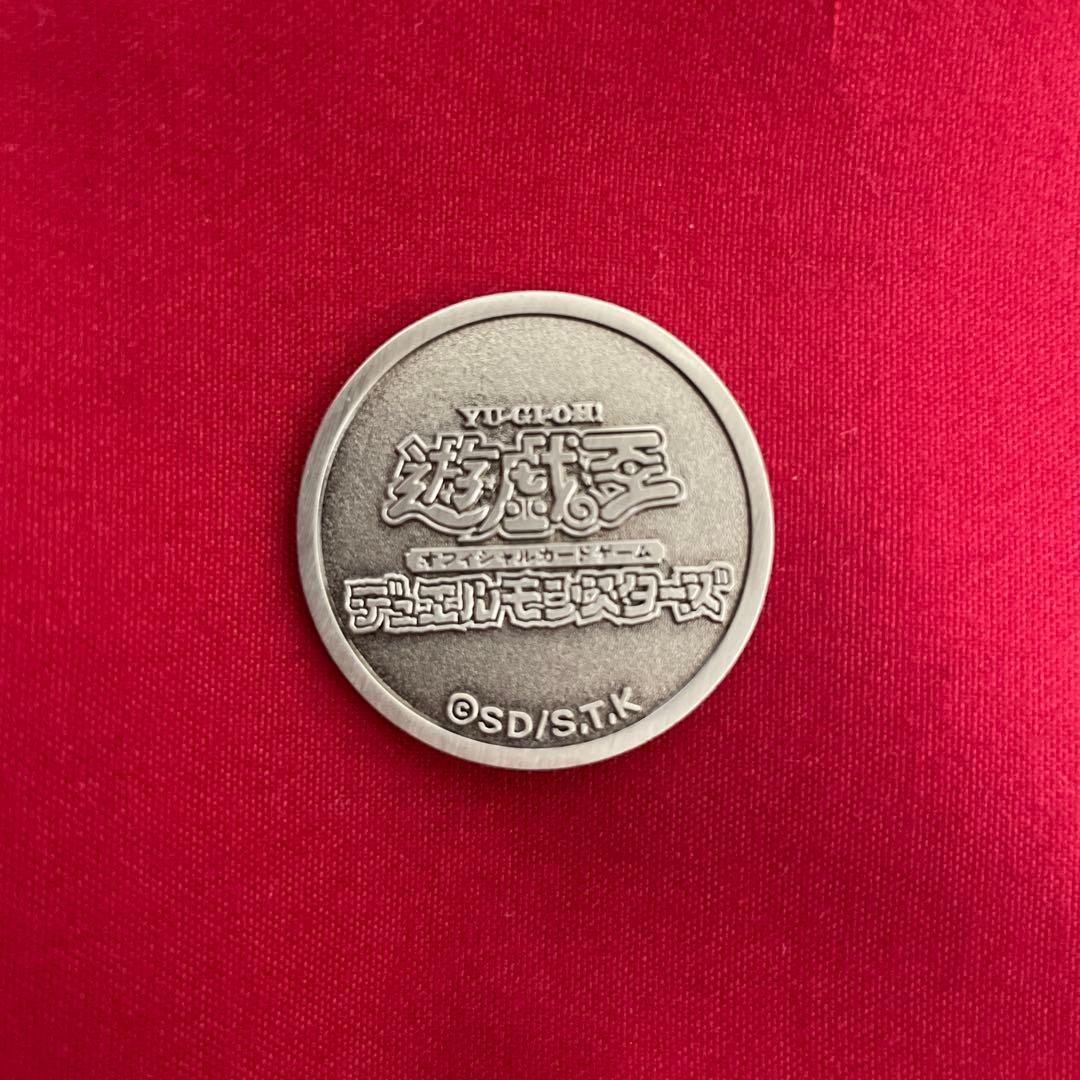 YU-GI-OH!
遊戯王
オフィシャルカードゲーム
デュエルモンスターズ
©SD/S.T.K